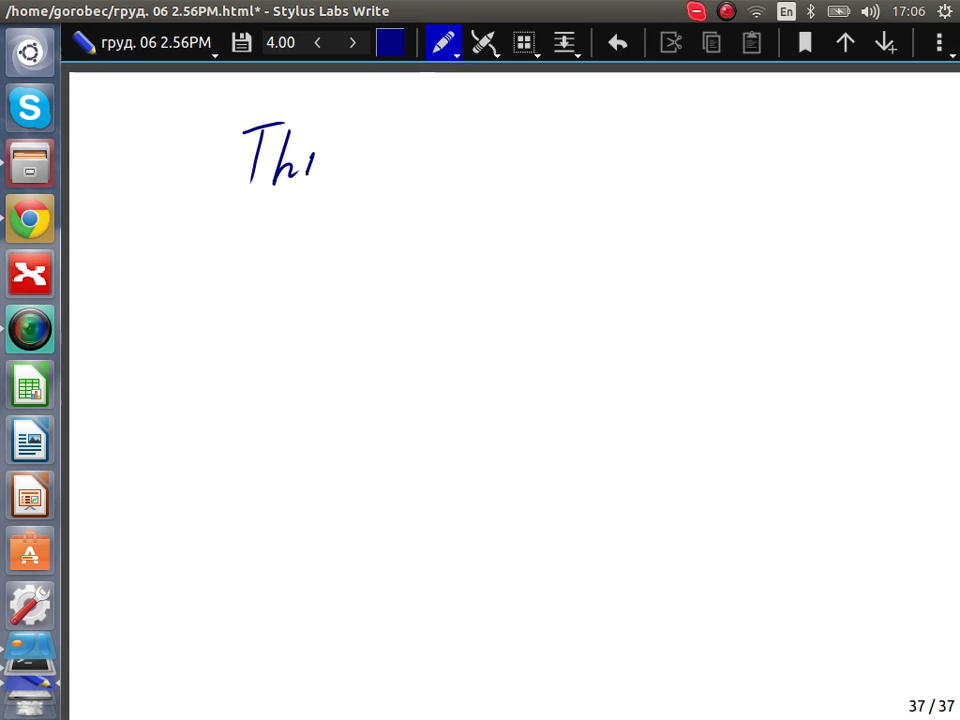 /home/gorobec/груд. 06 2.56PM.html* - Stylus Labs Write
En 17:06
груд. 06 2.56PM 4.00
Thi
37 / 37